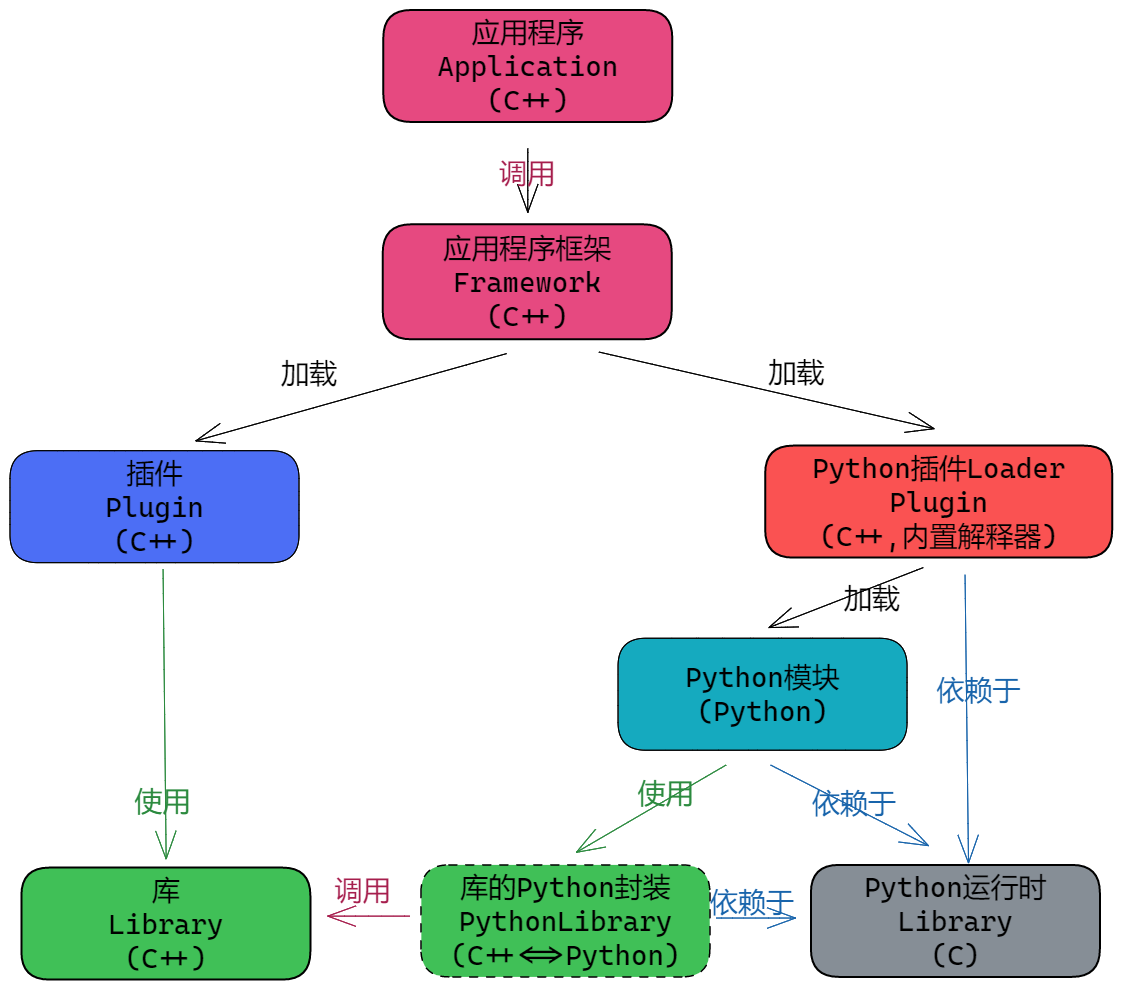 应用程序
Application
(C++)
调用
应用程序框架
Framework
(C++)
加载
加载
插件
Plugin
(C++)
Python插件Loader
Plugin
(C++,内置解释器)
加载
Python模块
(Python)
依赖于
使用
使用
依赖于
库
Library
(C++)
调用
库的Python封装
PythonLibrary
(C++<=>Python)
依赖于
Python运行时
Library
(C)